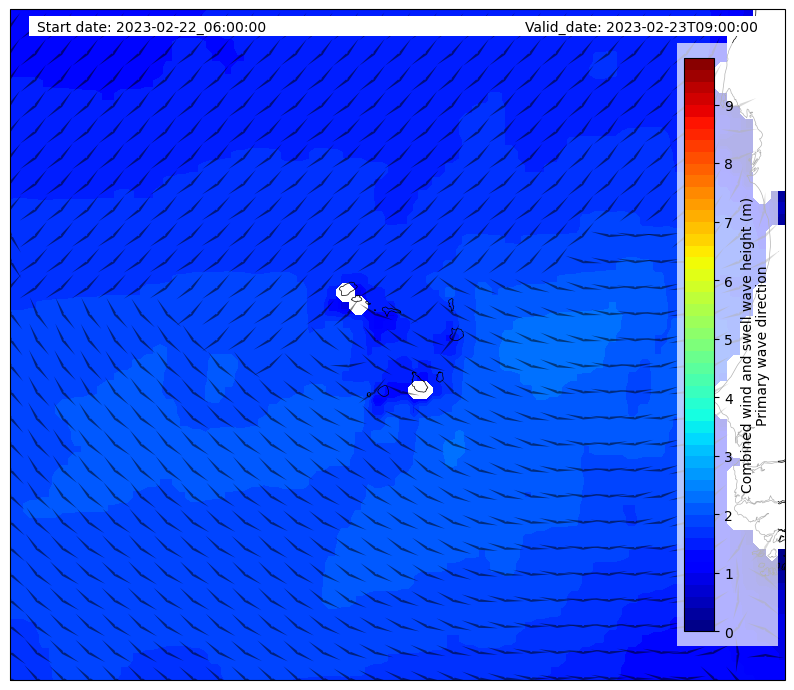 Start date: 2023-02-22_06:00:00
Valid_date: 2023-02-23T09:00:00
9
8
7
6
5
4
3
2
1
0
Combined wind and swell wave height (m)
Primary wave direction